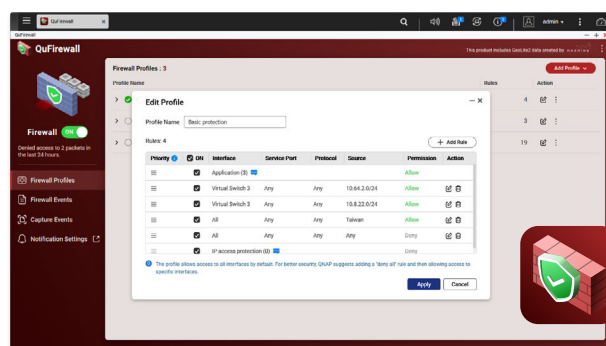 QuFirewall
admin
QuFirewall
QuFirewall
This product includes GeoLite2 data created by
Firewall Profiles : 3
Add Profile
Profile Name
Rules
Action
4
3
19
Firewall ON
Denied access to 2 packets in
the last 24 hours.
Firewall Profiles
Firewall Events
Capture Events
Notification Settings
Edit Profile
Profile Name Basic protection
Rules: 4
+ Add Rule
Priority ON Interface Service Port Protocol Source Permission Action
Application (3) Allow
Virtual Switch 3 Any Any 10.64.2.0/24 Allow
Virtual Switch 3 Any Any 10.8.22.0/24 Allow
All Any Any Taiwan Allow
All Any Any Any Deny
IP access protection (0) Deny
The profile allows access to all interfaces by default. For better security, QNAP suggests adding a "deny all" rule and then allowing access to
specific interfaces.
Apply
Cancel